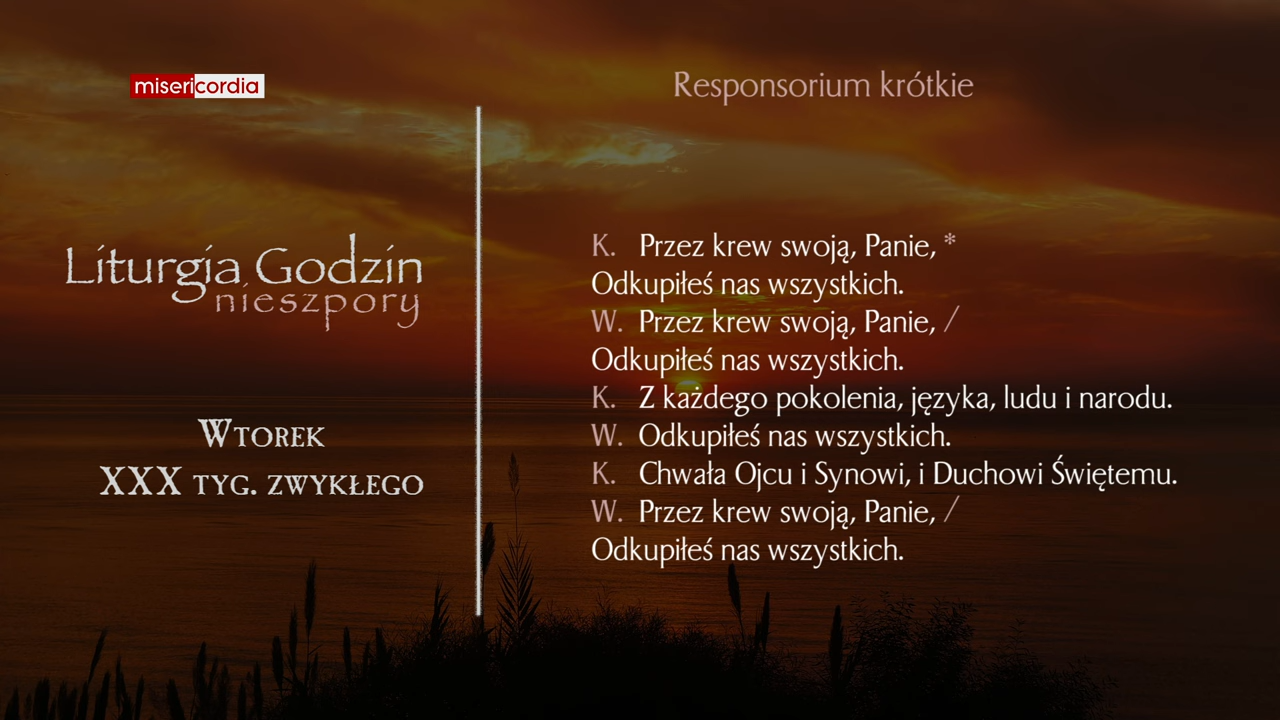 misericordia
Liturgia Godzin
nieszpory
Wtorek
XXX tyg. zwykłego
Responsorium krótkie
K. Przez krew swoją, Panie, *
Odkupiłeś nas wszystkich.
W. Przez krew swoją, Panie, /
Odkupiłeś nas wszystkich.
K. Z każdego pokolenia, języka, ludu i narodu.
W. Odkupiłeś nas wszystkich.
K. Chwała Ojcu i Synowi, i Duchowi Świętemu.
W. Przez krew swoją, Panie, /
Odkupiłeś nas wszystkich.